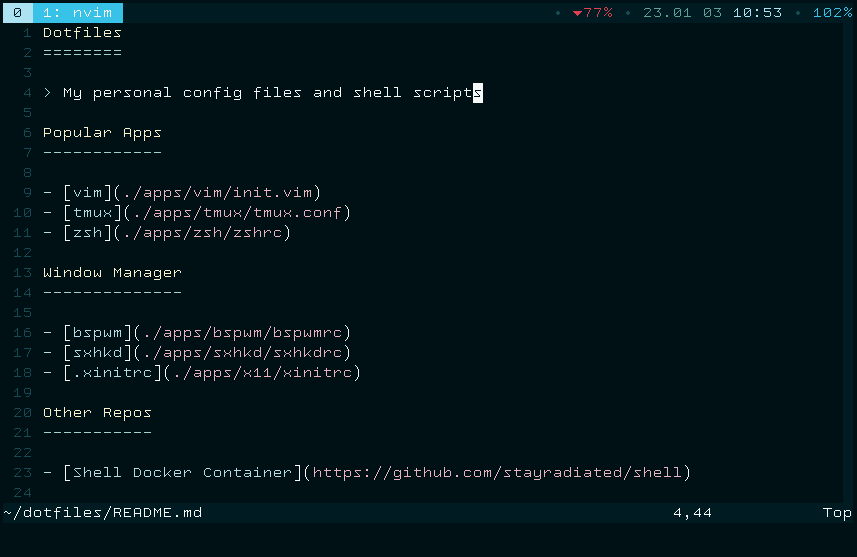 0 1: nvim • ▾77% • 23.01 03 10:53 • 102%
1 Dotfiles
2 ========
3
4 > My personal config files and shell scripts
5
6 Popular Apps
7 ------------
8
9 - [vim](./apps/vim/init.vim)
10 - [tmux](./apps/tmux/tmux.conf)
11 - [zsh](./apps/zsh/zshrc)
12
13 Window Manager
14 --------------
15
16 - [bspwm](./apps/bspwm/bspwmrc)
17 - [sxhkd](./apps/sxhkd/sxhkdrc)
18 - [.xinitrc](./apps/x11/xinitrc)
19
20 Other Repos
21 -----------
22
23 - [Shell Docker Container](https://github.com/stayradiated/shell)
24
~/dotfiles/README.md 4,44 Top